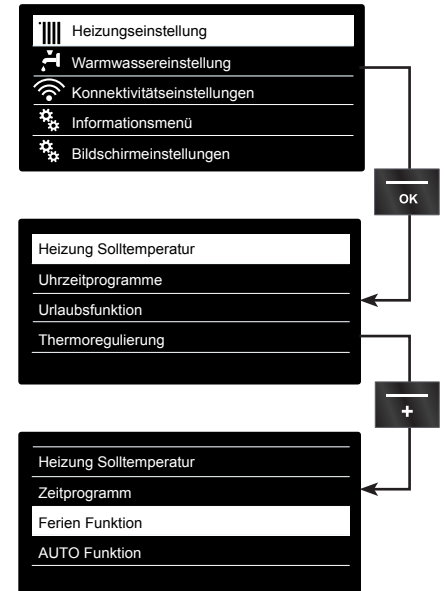 Heizungseinstellung
Warmwassereinstellung
Konnektivitätseinstellungen
Informationsmenü
Bildschirmeinstellungen
OK
Heizung Solltemperatur
Uhrzeitprogramme
Urlaubsfunktion
Thermoregulierung
+
Heizung Solltemperatur
Zeitprogramm
Ferien Funktion
AUTO Funktion